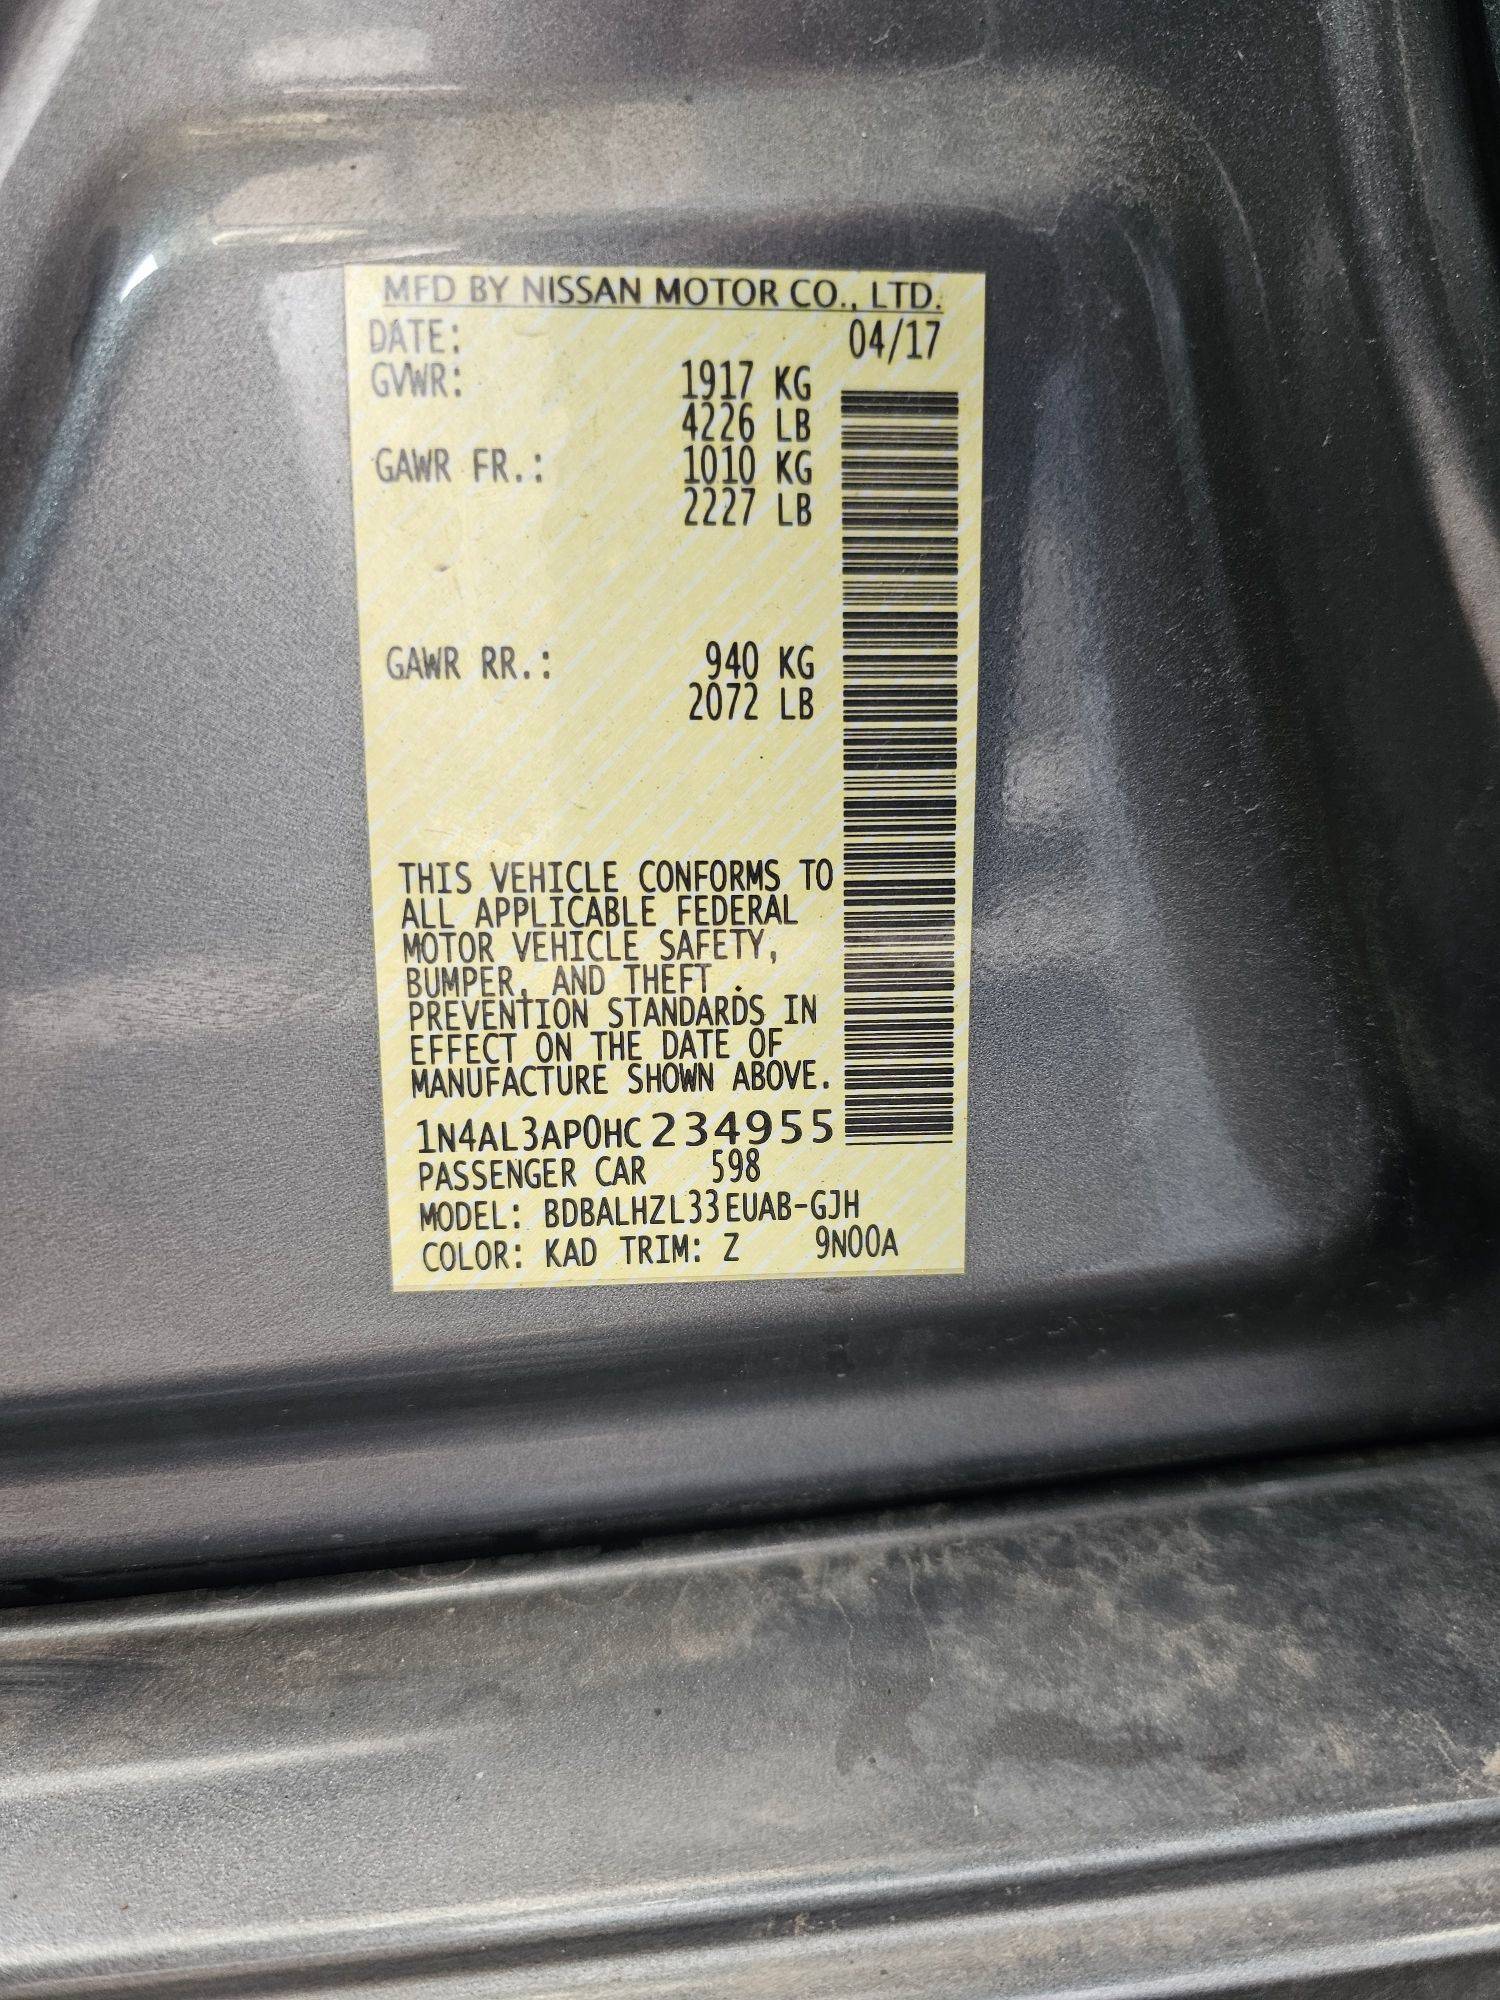 MFD BY NISSAN MOTOR CO., LTD.
DATE: 04/17
GVWR: 1917 KG
4226 LB
GAWR FR.: 1010 KG
2227 LB
GAWR RR.: 940 KG
2072 LB
THIS VEHICLE CONFORMS TO
ALL APPLICABLE FEDERAL
MOTOR VEHICLE SAFETY,
BUMPER, AND THEFT
PREVENTION STANDARDS IN
EFFECT ON THE DATE OF
MANUFACTURE SHOWN ABOVE.
1N4AL3AP0HC234955
PASSENGER CAR 598
MODEL: BDBALHZL33EUAB-GJH
COLOR: KAD TRIM: Z 9N00A